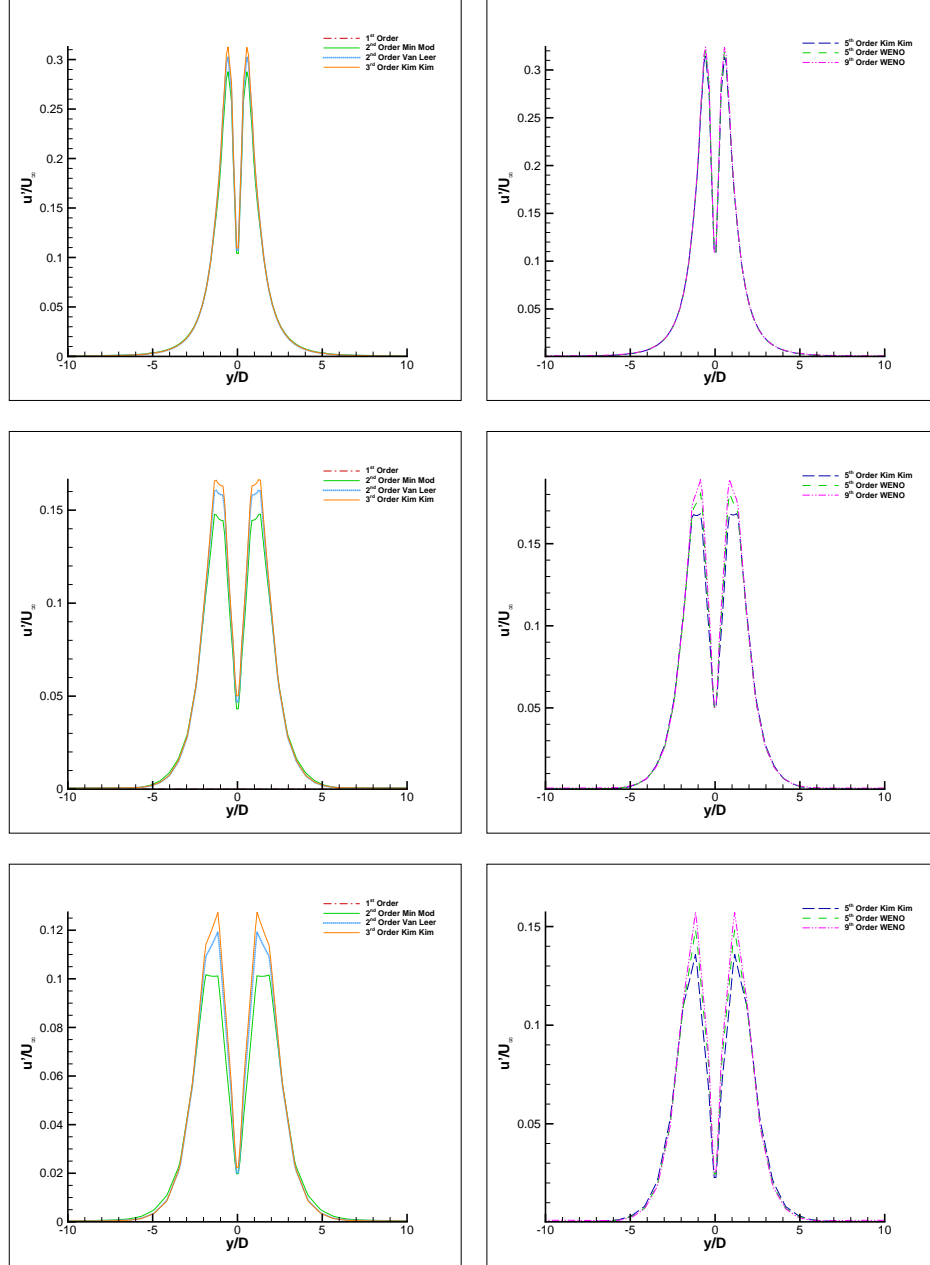 1st Order
2nd Order Min Mod
2nd Order Van Leer
3rd Order Kim Kim
u'/U∞
0.3
0.25
0.2
0.15
0.1
0.05
0
-10
-5
0
5
10
y/D
5th Order Kim Kim
5th Order WENO
9th Order WENO
u'/U∞
0.3
0.25
0.2
0.15
0.1
0.05
-10
-5
0
5
10
y/D
1st Order
2nd Order Min Mod
2nd Order Van Leer
3rd Order Kim Kim
u'/U∞
0.15
0.1
0.05
0
-10
-5
0
5
10
y/D
5th Order Kim Kim
5th Order WENO
9th Order WENO
u'/U∞
0.15
0.1
0.05
-10
-5
0
5
10
y/D
1st Order
2nd Order Min Mod
2nd Order Van Leer
3rd Order Kim Kim
u'/U∞
0.12
0.1
0.08
0.06
0.04
0.02
0
-10
-5
0
5
10
y/D
5th Order Kim Kim
5th Order WENO
9th Order WENO
u'/U∞
0.15
0.1
0.05
-10
-5
0
5
10
y/D